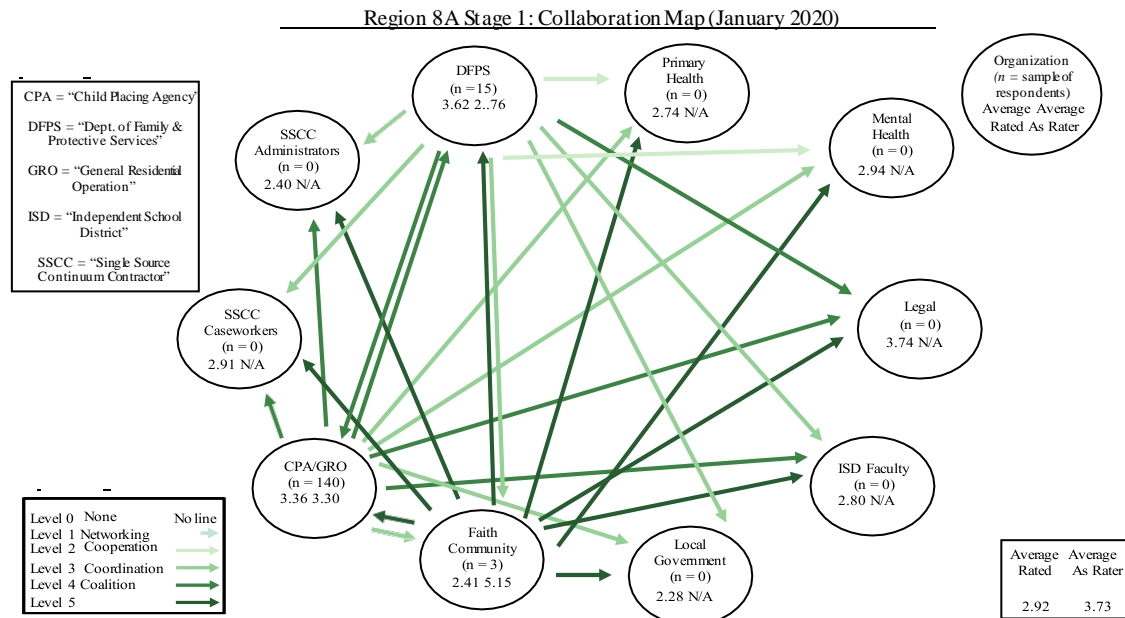 Region 8A Stage 1: Collaboration Map (January 2020)
CPA = “Child Placing Agency”
DFPS = “Dept. of Family &
Protective Services”
GRO = “General Residential
Operation”
ISD = “Independent School
District”
SSCC = “Single Source
Continuum Contractor”
DFPS
(n =15)
3.62 2..76
Primary
Health
(n = 0)
2.74 N/A
Organization
(n = sample of
respondents)
Average Average
Rated As Rater
Mental
Health
(n = 0)
2.94 N/A
SSCC
Administrators
(n = 0)
2.40 N/A
SSCC
Caseworkers
(n = 0)
2.91 N/A
Legal
(n = 0)
3.74 N/A
CPA/GRO
(n = 140)
3.36 3.30
ISD Faculty
(n = 0)
2.80 N/A
Faith
Community
(n = 3)
2.41 5.15
Local
Government
(n = 0)
2.28 N/A
Level 0 None No line
Level 1 Networking
Level 2 Cooperation
Level 3 Coordination
Level 4 Coalition
Level 5
Average Average
Rated As Rater
2.92 3.73